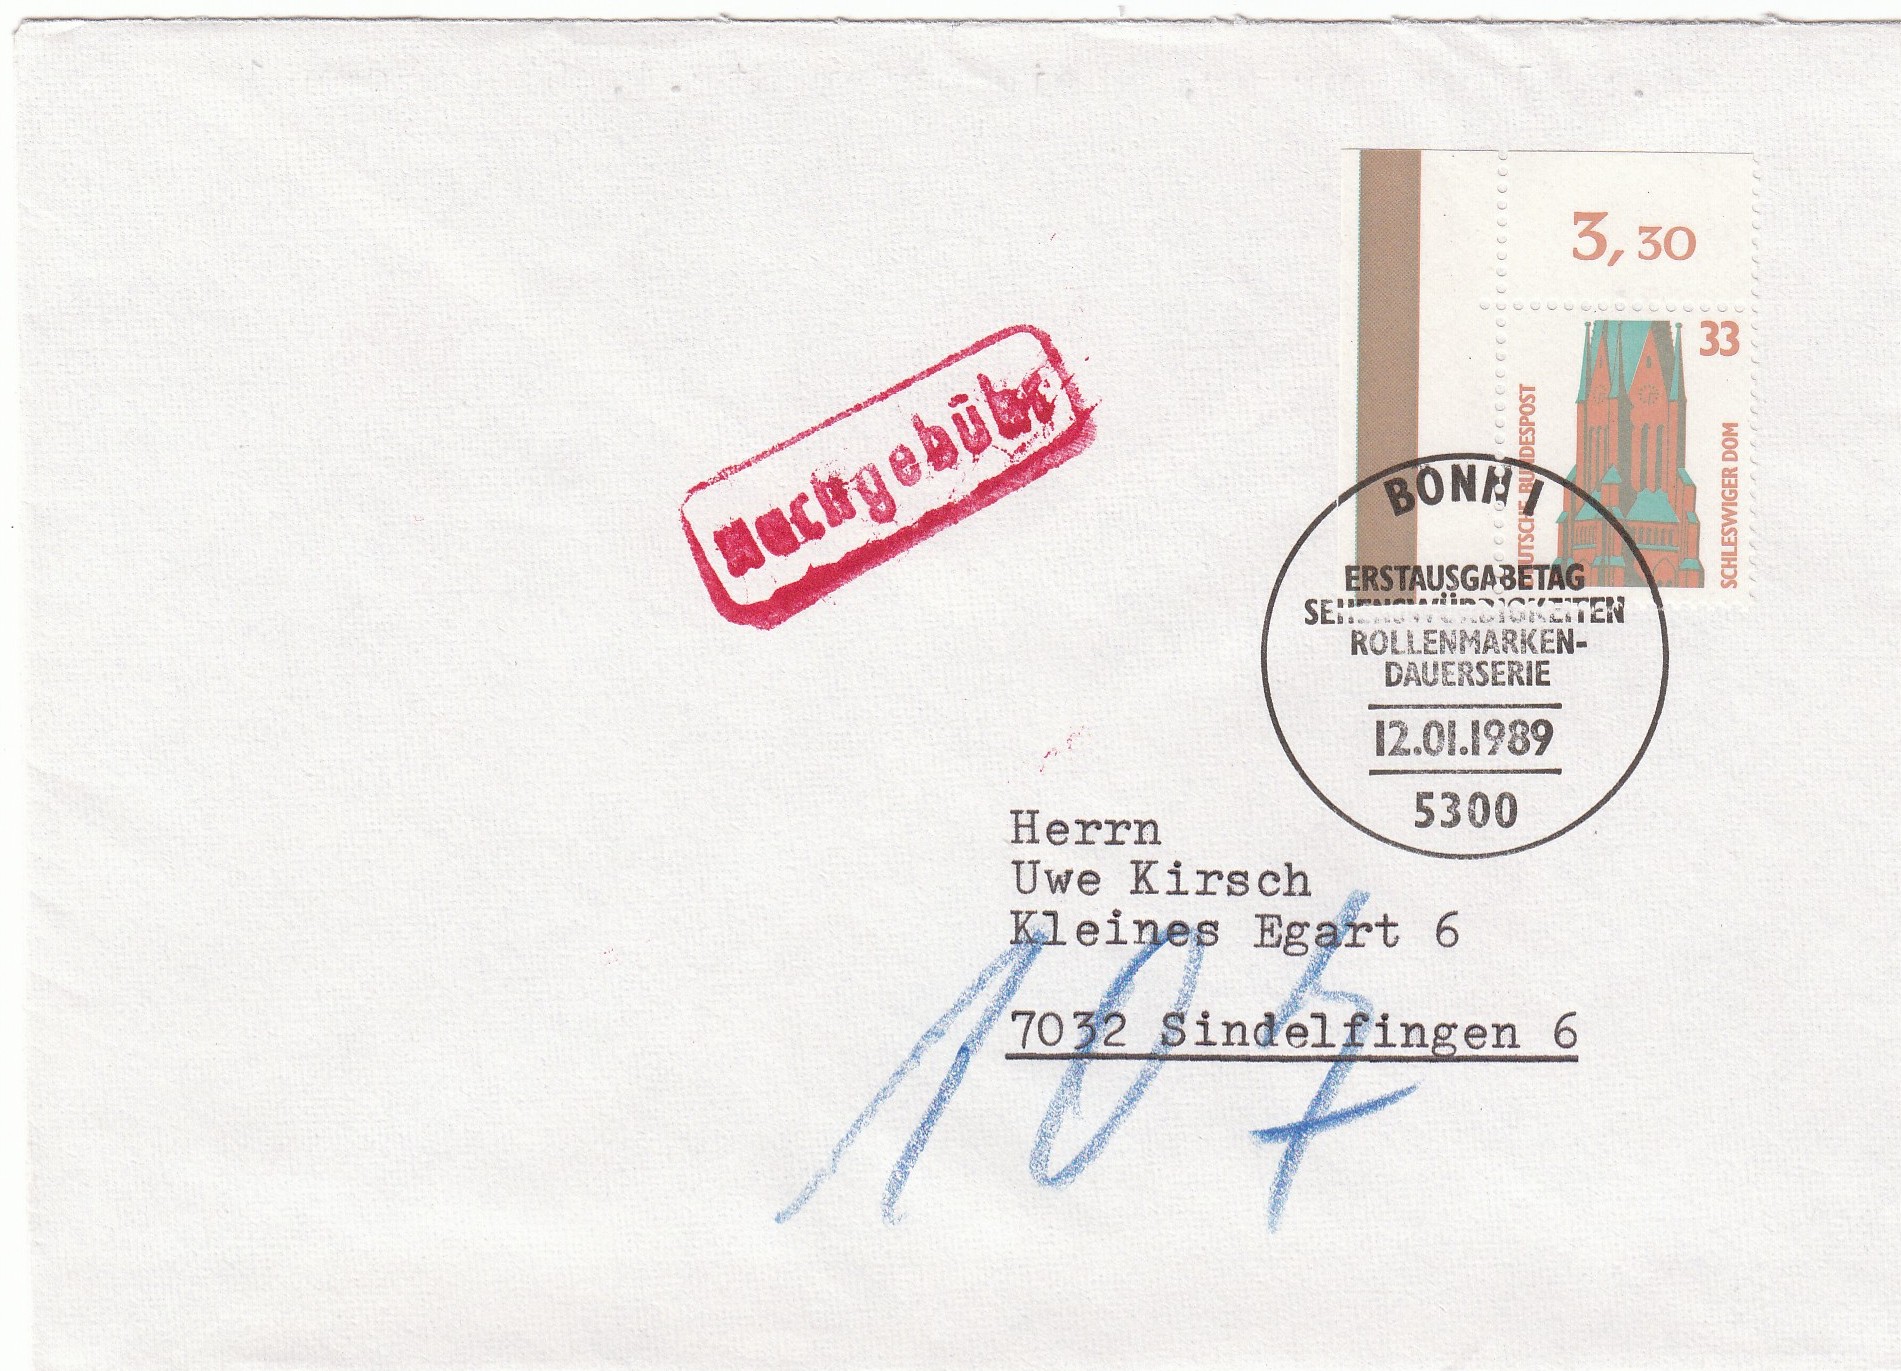 3,30
33
DEUTSCHE BUNDESPOST
SCHLESWIGER DOM
BONN 1
ERSTAUSGABETAG
SEHENSWÜRDIGKEITEN
ROLLENMARKEN-
DAUERSERIE
12.01.1989
5300
Nachgebühr
Herrn
Uwe Kirsch
Kleines Egart 6
7032 Sindelfingen 6
107